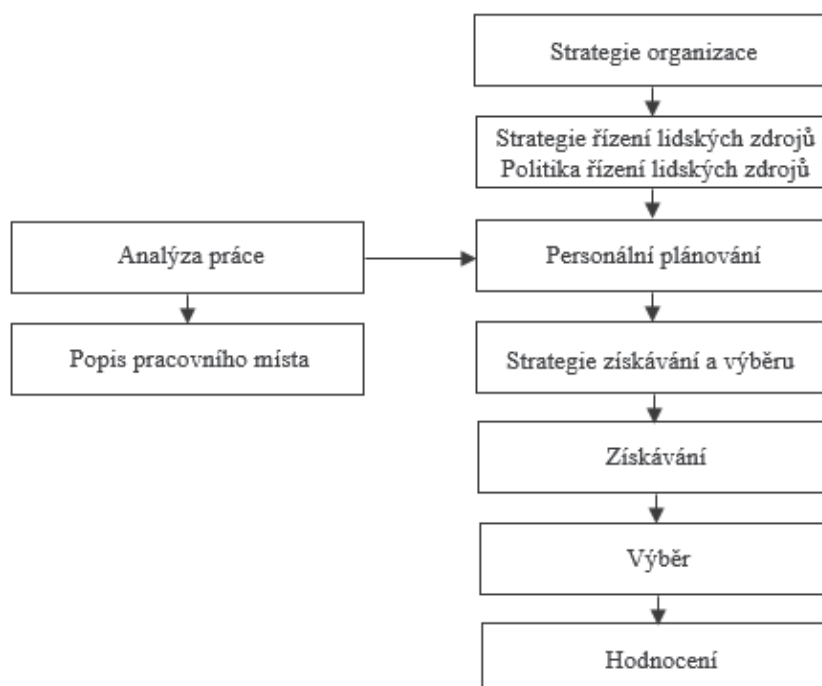 Strategie organizace
Strategie řízení lidských zdrojů
Politika řízení lidských zdrojů
Analýza práce
Personální plánování
Popis pracovního místa
Strategie získávání a výběru
Získávání
Výběr
Hodnocení